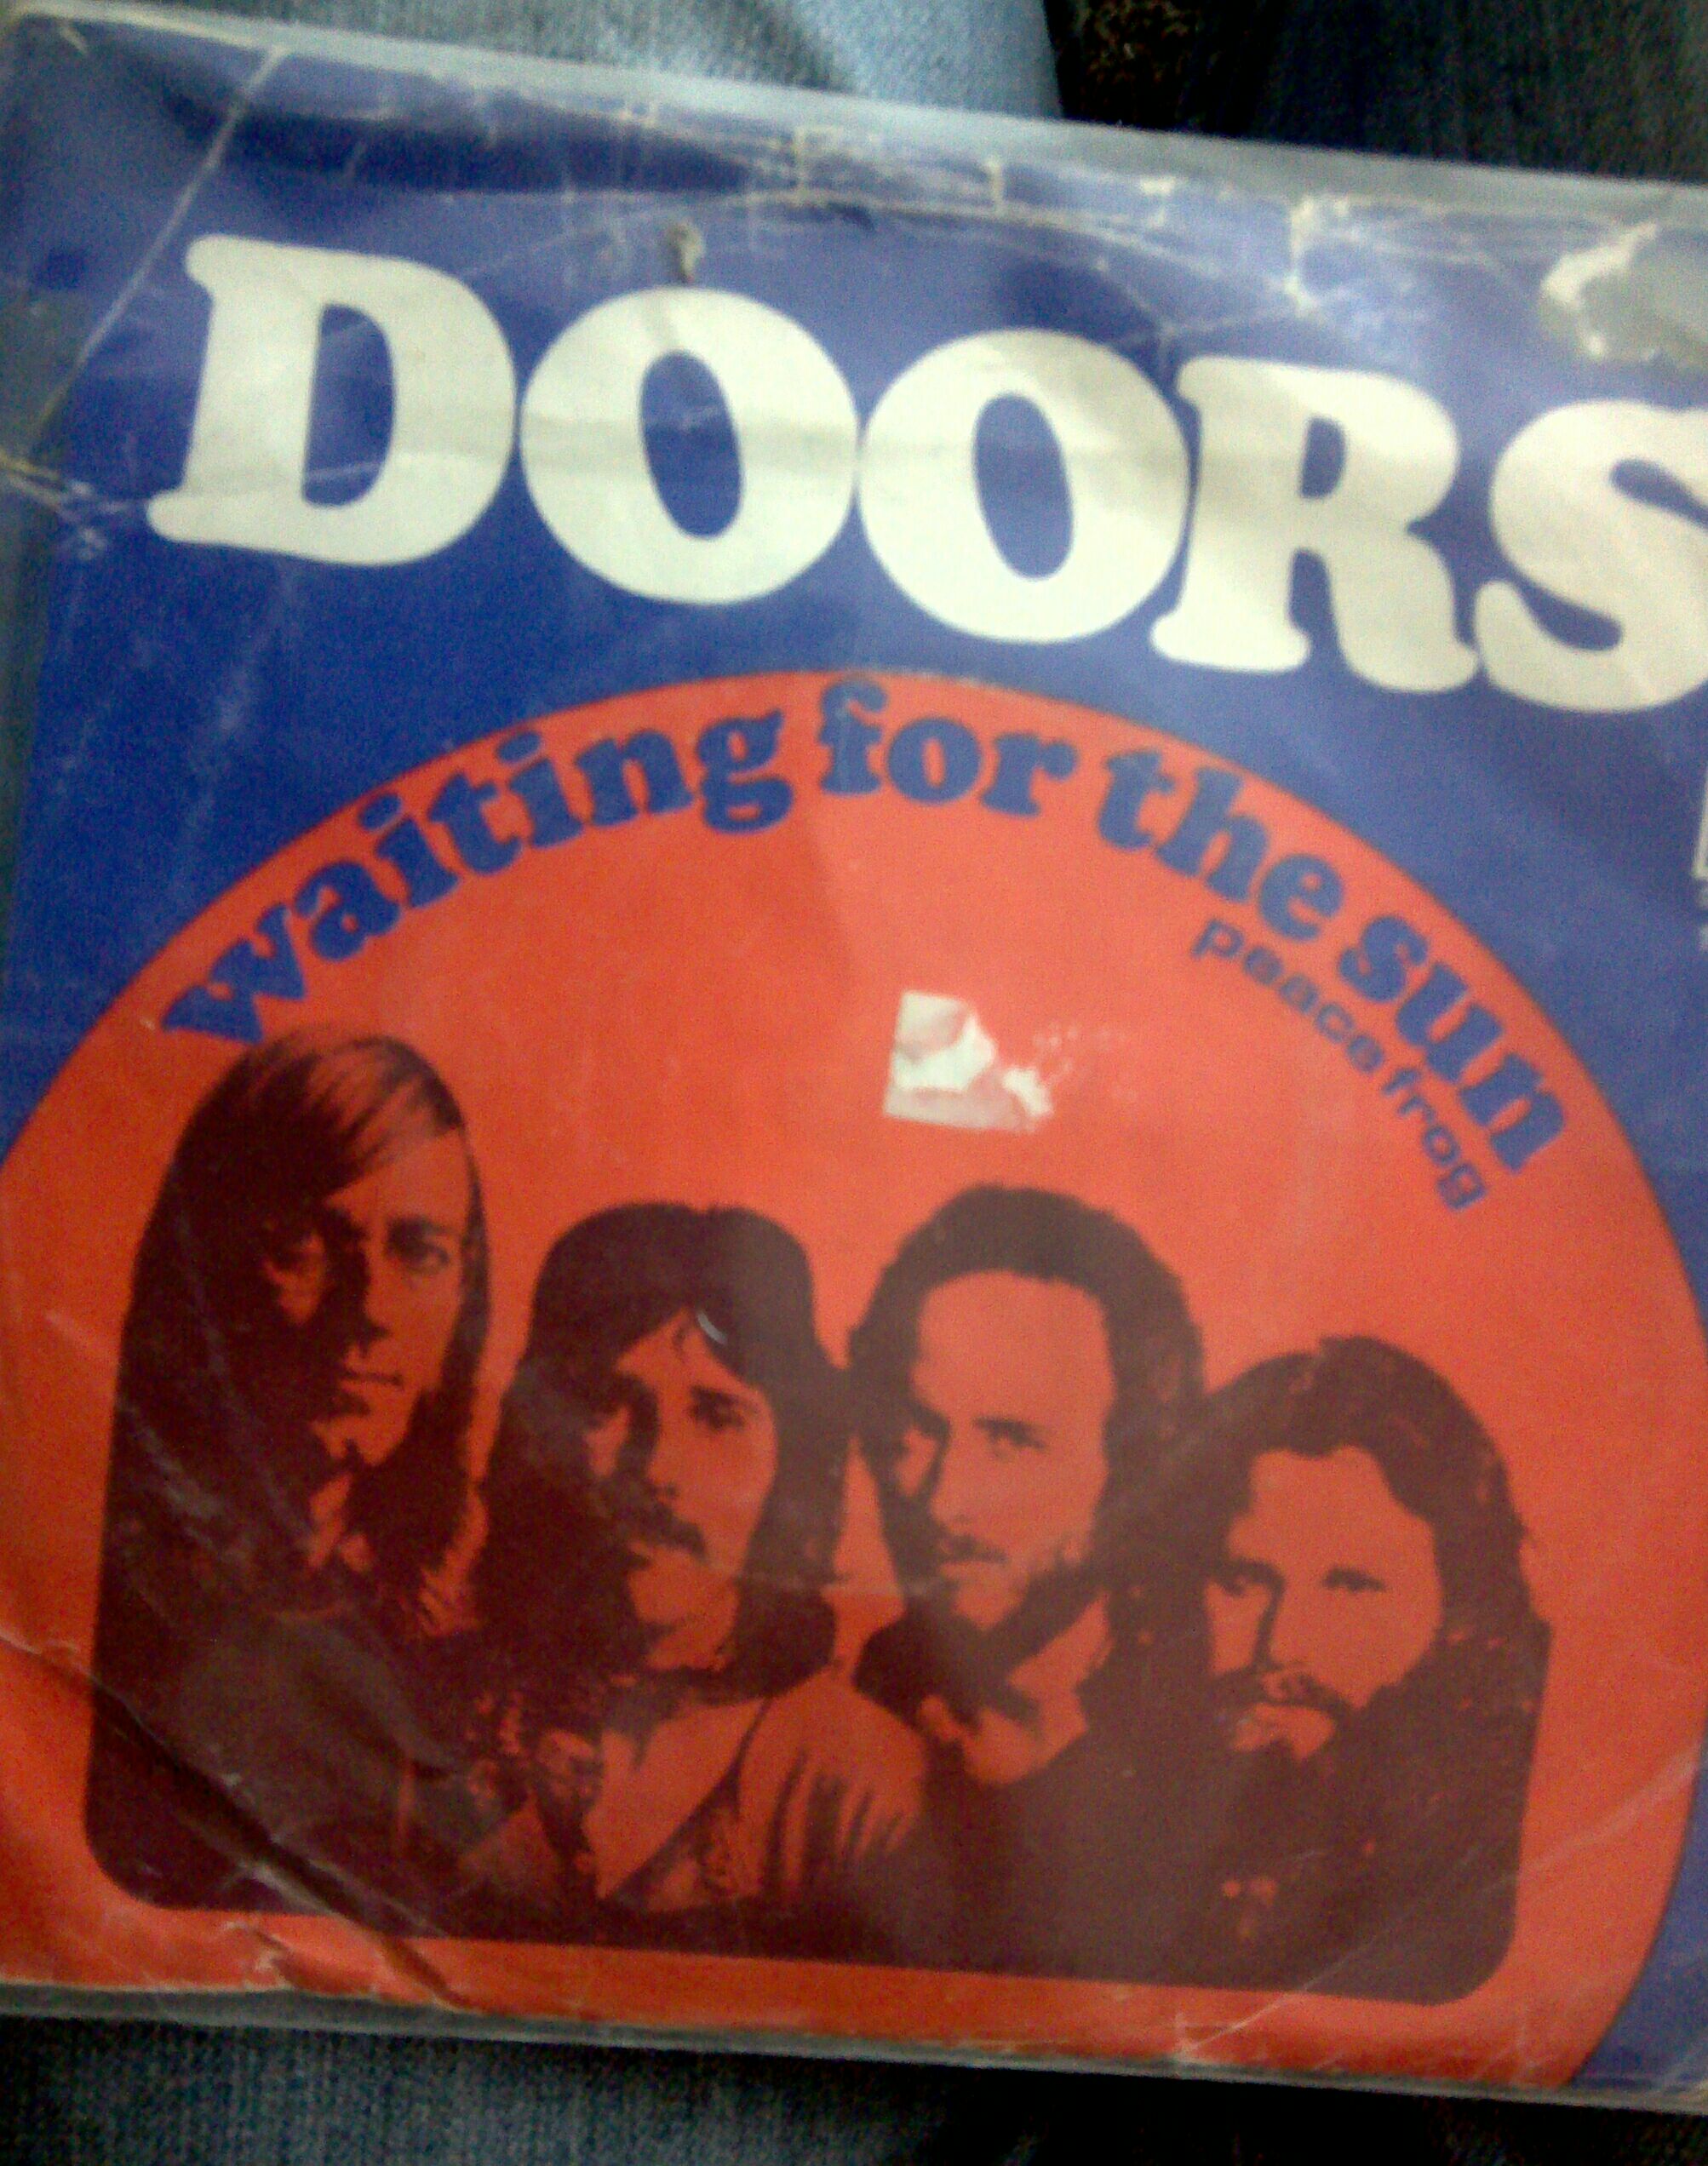 DOORS
waiting for the sun
peace frog